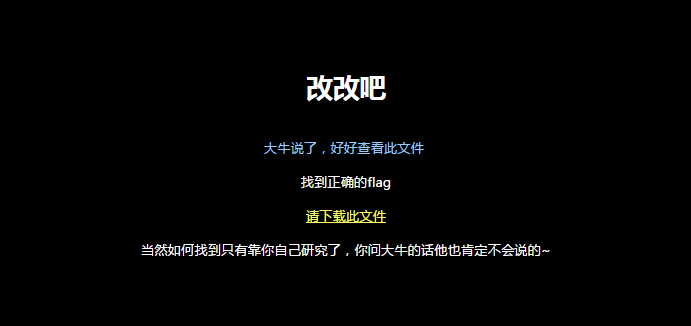 改改吧
大牛说了，好好查看此文件
找到正确的flag
请下载此文件
当然如何找到只有靠你自己研究了，你问大牛的话他也肯定不会说的~